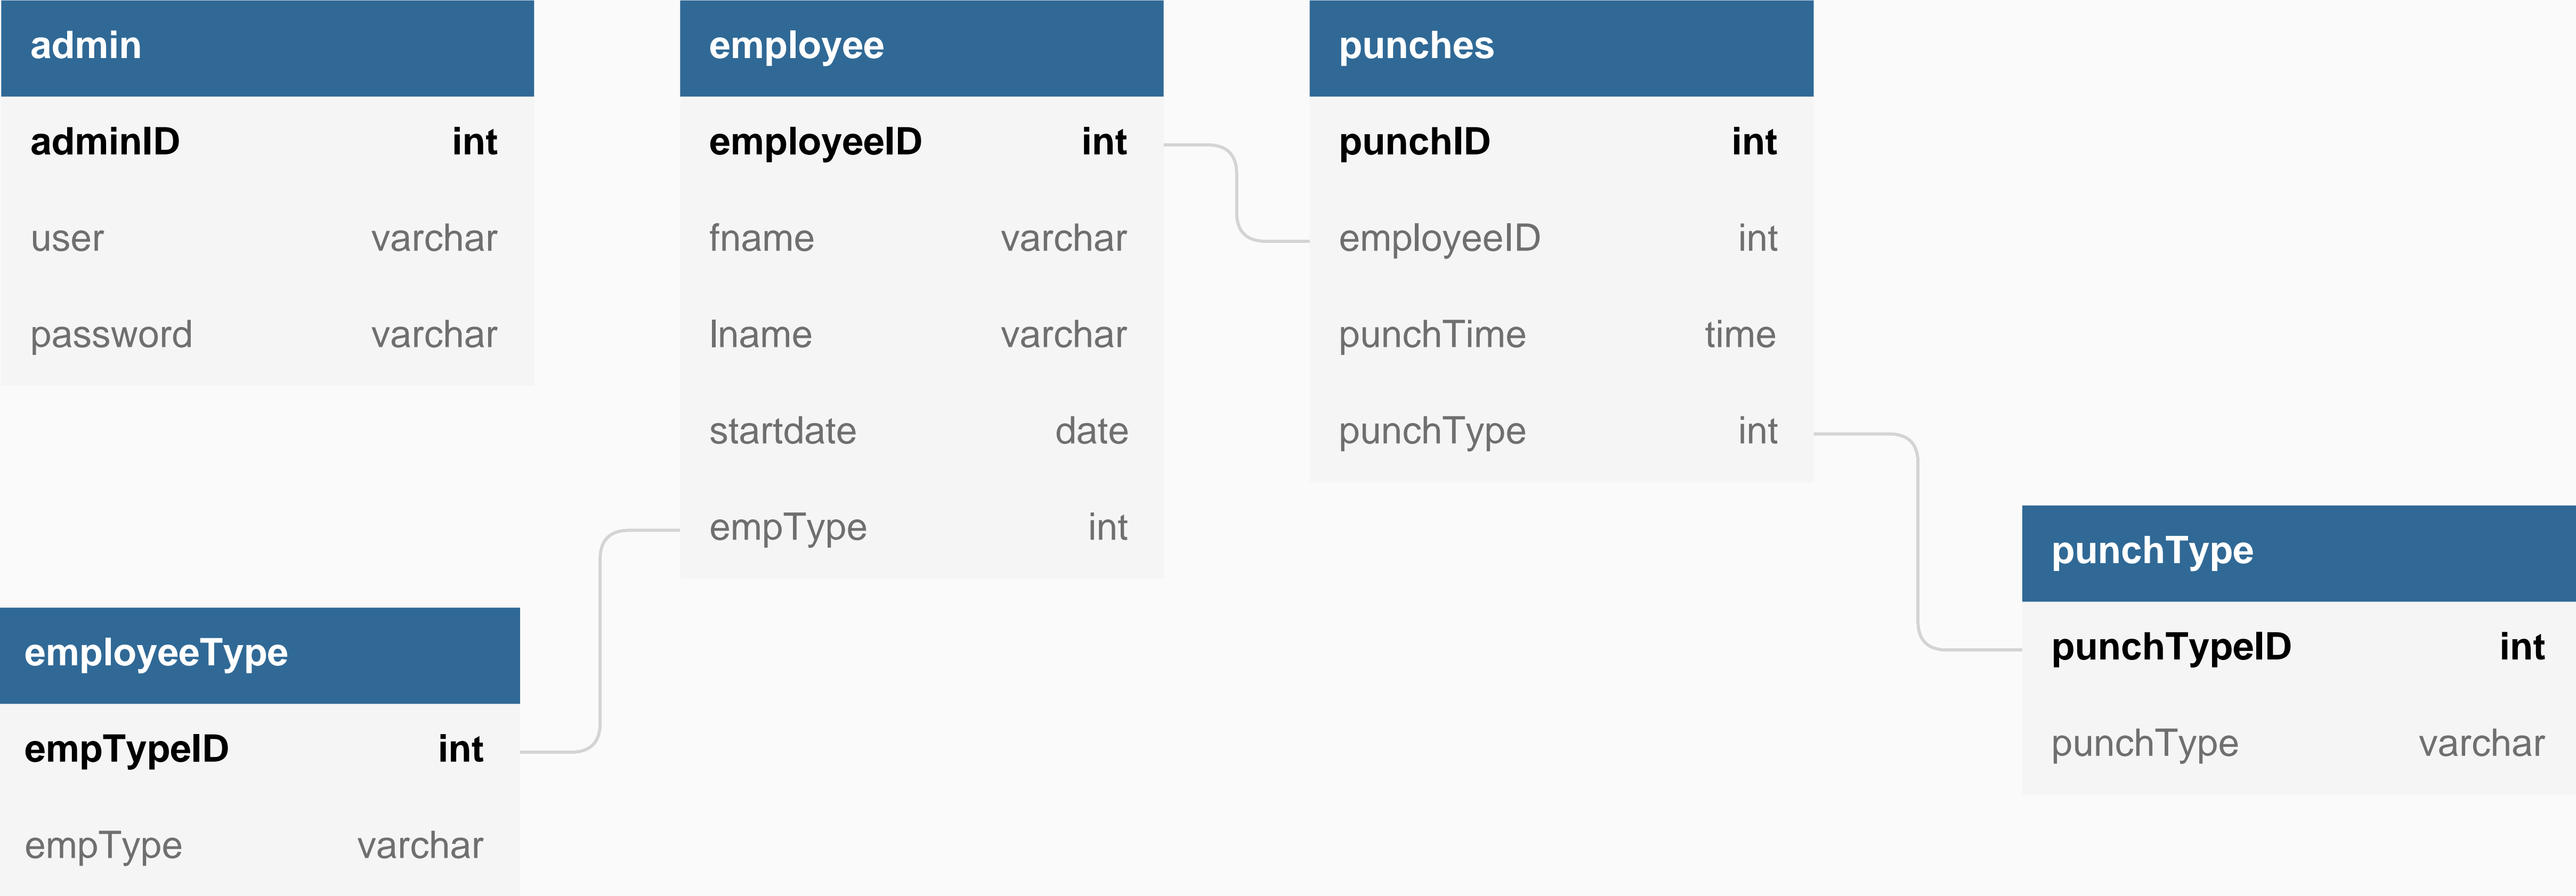 admin
adminID int
user varchar
password varchar
employee
employeeID int
fname varchar
lname varchar
startdate date
empType int
punches
punchID int
employeeID int
punchTime time
punchType int
employeeType
empTypeID int
empType varchar
punchType
punchTypeID int
punchType varchar